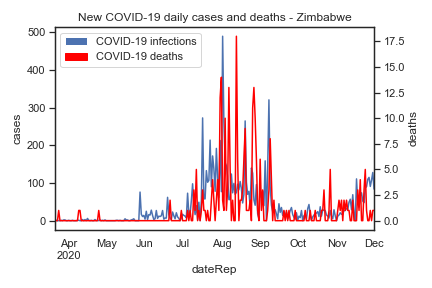 New COVID-19 daily cases and deaths - Zimbabwe
COVID-19 infections
COVID-19 deaths
500
400
300
200
100
0
cases
17.5
15.0
12.5
10.0
7.5
5.0
2.5
0.0
deaths
Apr May Jun Jul Aug Sep Oct Nov Dec
2020
dateRep